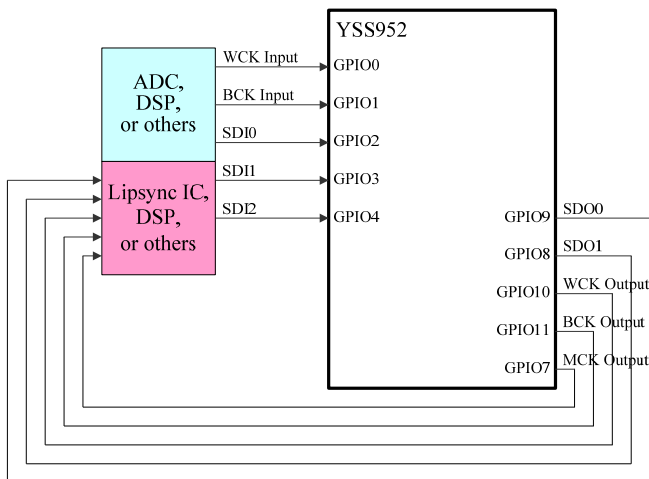 YSS952
WCK Input
GPIO0
ADC,
DSP,
or others
BCK Input
GPIO1
SDI0
GPIO2
SDI1
GPIO3
Lipsync IC,
DSP,
or others
SDI2
GPIO4
GPIO9
SDO0
GPIO8
SDO1
GPIO10
WCK Output
GPIO11
BCK Output
GPIO7
MCK Output